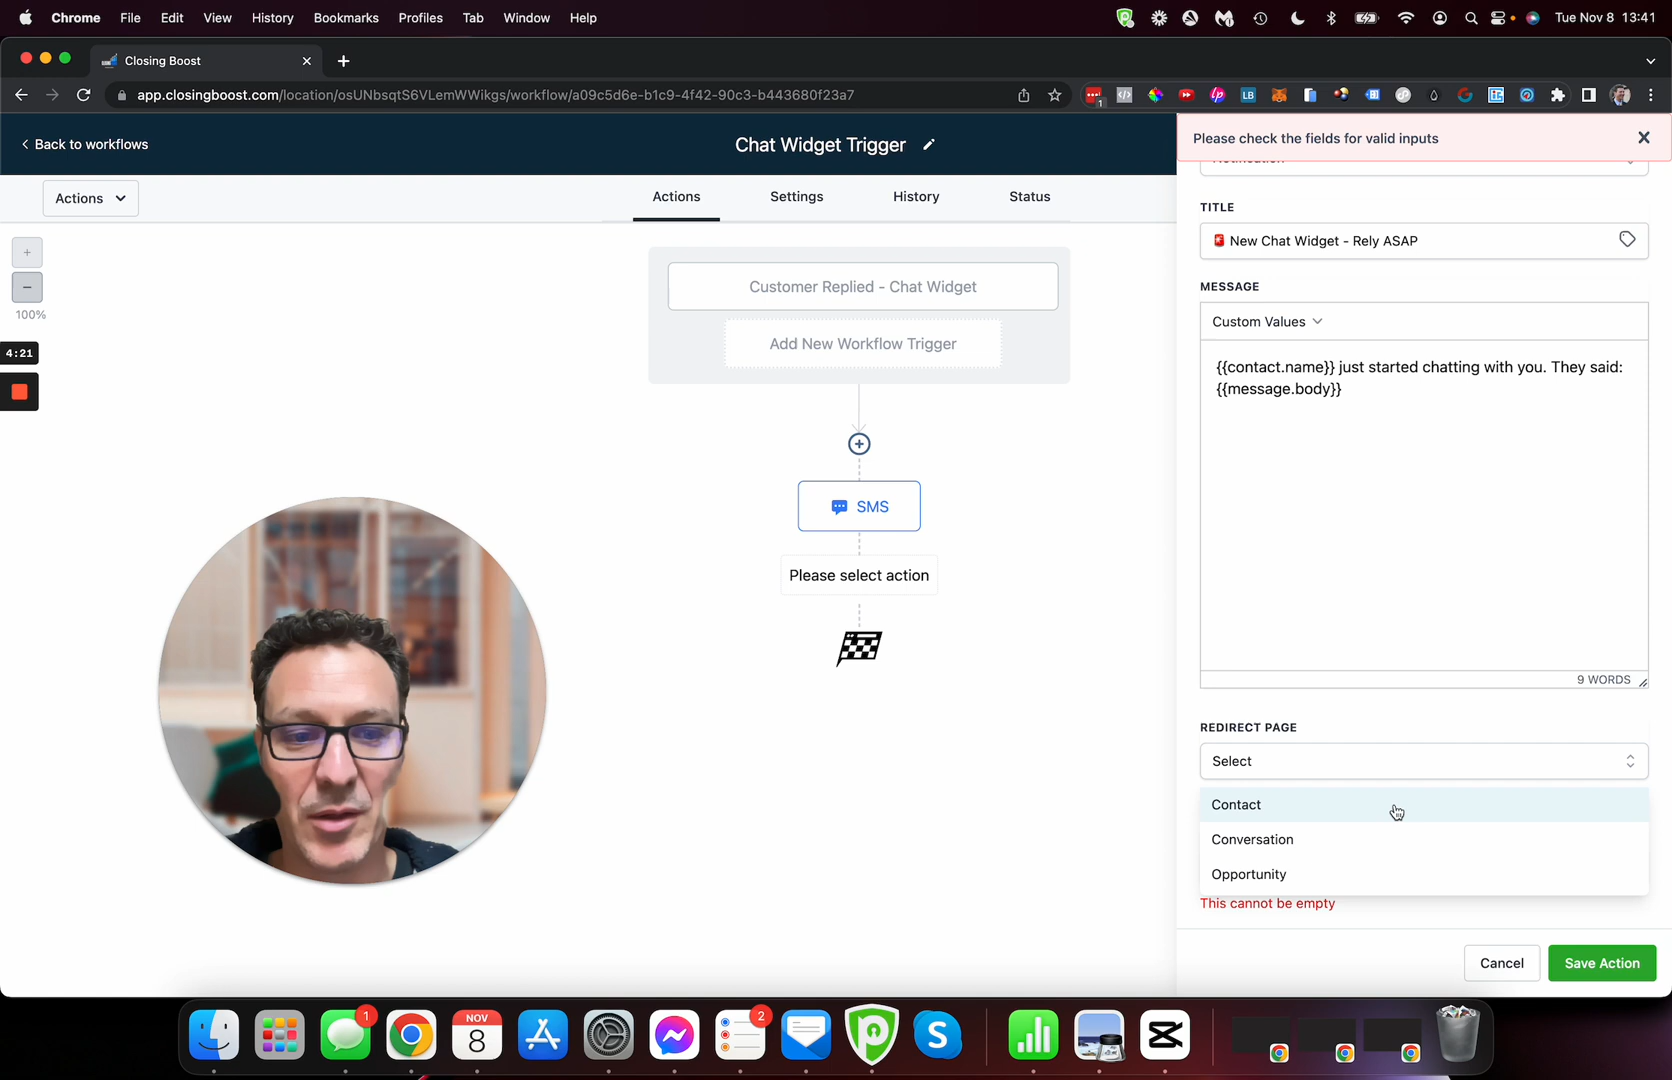 Chrome File Edit View History Bookmarks Profiles Tab Window Help Tue Nov 8 13:41
Closing Boost
app.closingboost.com/location/osUNbsqtS6VLemWWikgs/workflow/a09c5d6e-b1c9-4f42-90c3-b443680f23a7
Back to workflows
Chat Widget Trigger
Please check the fields for valid inputs
Actions
Actions Settings History Status
100%
4:21
Customer Replied - Chat Widget
Add New Workflow Trigger
SMS
Please select action
Notification
TITLE
New Chat Widget - Rely ASAP
MESSAGE
Custom Values
{{contact.name}} just started chatting with you. They said:
{{message.body}}
9 WORDS
REDIRECT PAGE
Select
Contact
Conversation
Opportunity
This cannot be empty
Cancel Save Action
1
NOV
8
2